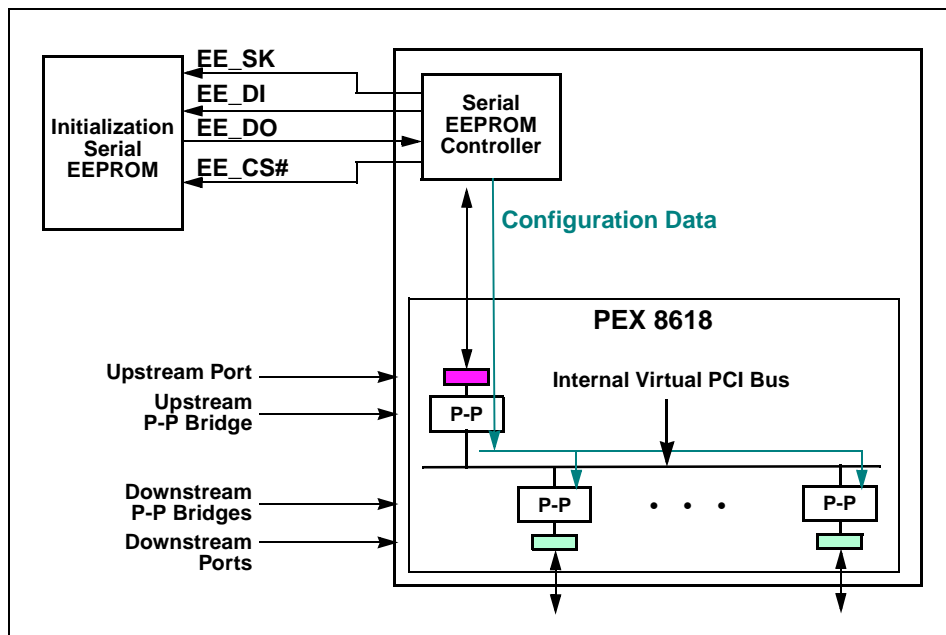 EE_SK
EE_DI
EE_DO
EE_CS#
Initialization
Serial
EEPROM
Serial
EEPROM
Controller
Configuration Data
PEX 8618
Upstream Port
Upstream
P-P Bridge
Internal Virtual PCI Bus
P-P
Downstream
P-P Bridges
Downstream
Ports
P-P
P-P